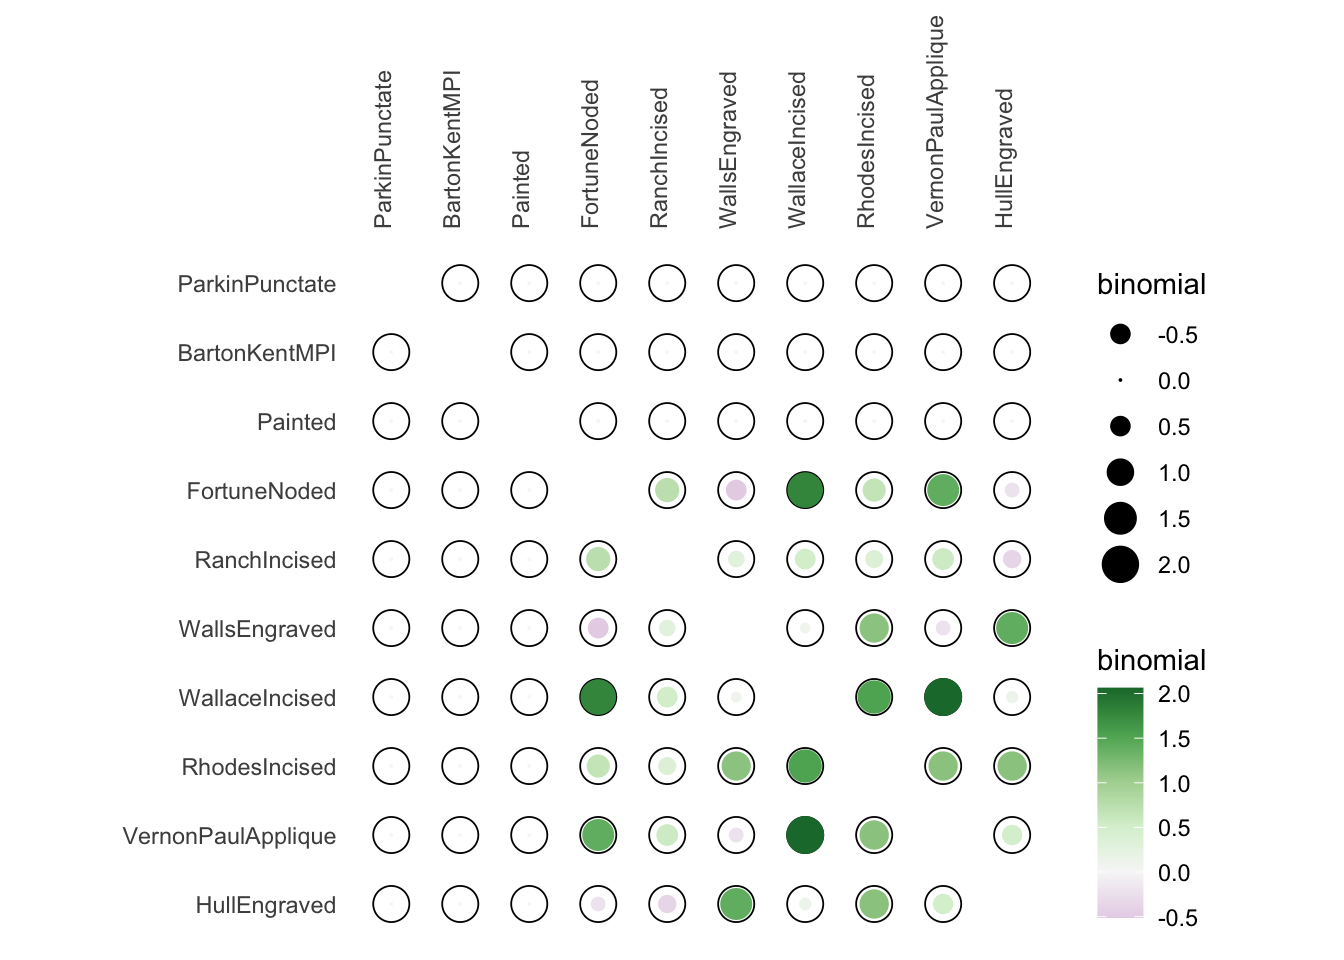 ParkinPunctate
BartonKentMPI
Painted
FortuneNoded
RanchIncised
WallsEngraved
WallaceIncised
RhodesIncised
VernonPaulApplique
HullEngraved
ParkinPunctate
BartonKentMPI
Painted
FortuneNoded
RanchIncised
WallsEngraved
WallaceIncised
RhodesIncised
VernonPaulApplique
HullEngraved
binomial
-0.5
0.0
0.5
1.0
1.5
2.0
binomial
2.0
1.5
1.0
0.5
0.0
-0.5